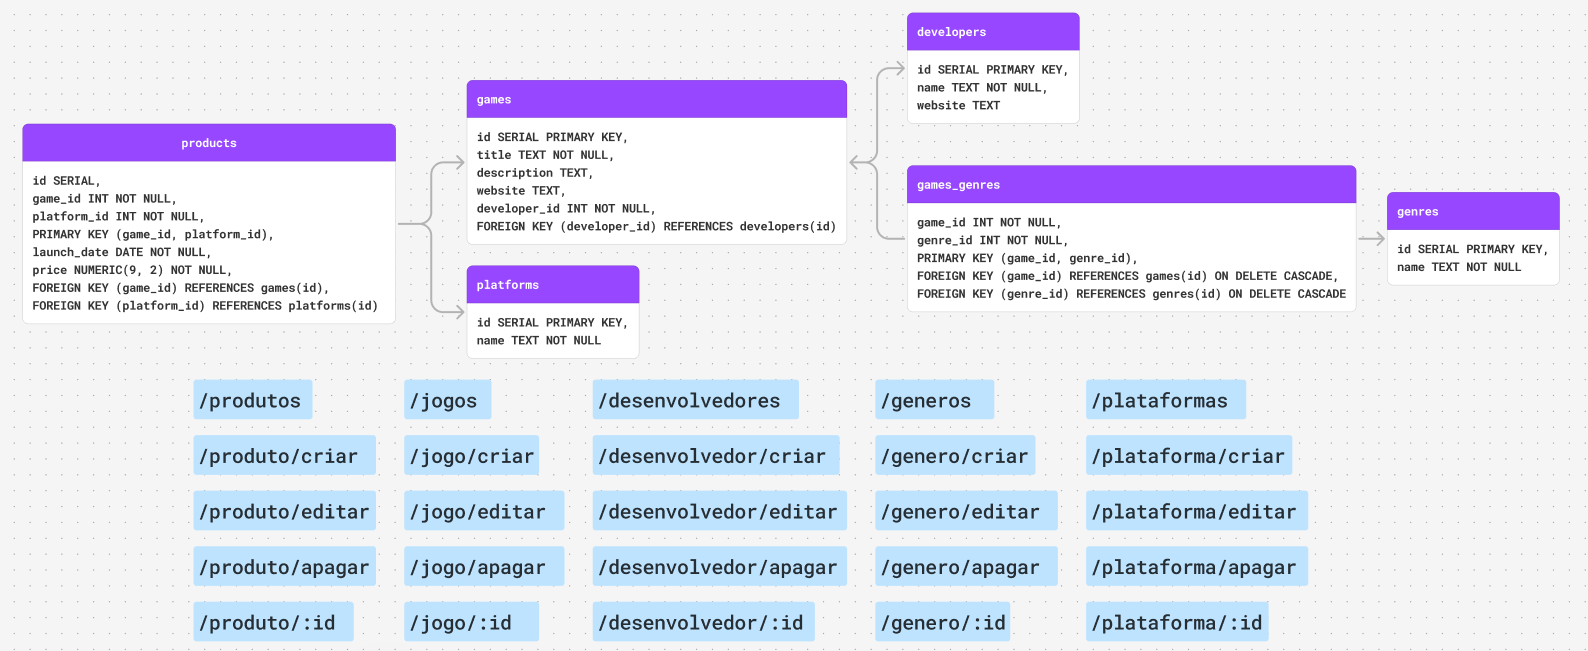 products
id SERIAL,
game_id INT NOT NULL,
platform_id INT NOT NULL,
PRIMARY KEY (game_id, platform_id),
launch_date DATE NOT NULL,
price NUMERIC(9, 2) NOT NULL,
FOREIGN KEY (game_id) REFERENCES games(id),
FOREIGN KEY (platform_id) REFERENCES platforms(id)
games
id SERIAL PRIMARY KEY,
title TEXT NOT NULL,
description TEXT,
website TEXT,
developer_id INT NOT NULL,
FOREIGN KEY (developer_id) REFERENCES developers(id)
platforms
id SERIAL PRIMARY KEY,
name TEXT NOT NULL
developers
id SERIAL PRIMARY KEY,
name TEXT NOT NULL,
website TEXT
games_genres
game_id INT NOT NULL,
genre_id INT NOT NULL,
PRIMARY KEY (game_id, genre_id),
FOREIGN KEY (game_id) REFERENCES games(id) ON DELETE CASCADE,
FOREIGN KEY (genre_id) REFERENCES genres(id) ON DELETE CASCADE
genres
id SERIAL PRIMARY KEY,
name TEXT NOT NULL
/produtos
/produto/criar
/produto/editar
/produto/apagar
/produto/:id
/jogos
/jogo/criar
/jogo/editar
/jogo/apagar
/jogo/:id
/desenvolvedores
/desenvolvedor/criar
/desenvolvedor/editar
/desenvolvedor/apagar
/desenvolvedor/:id
/generos
/genero/criar
/genero/editar
/genero/apagar
/genero/:id
/plataformas
/plataforma/criar
/plataforma/editar
/plataforma/apagar
/plataforma/:id